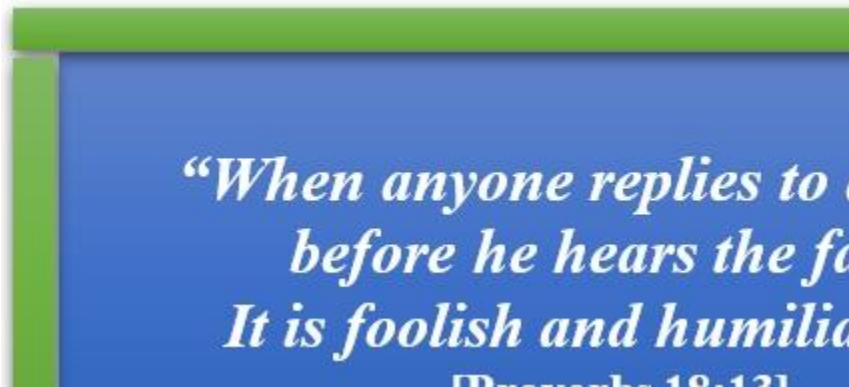 “When anyone replies to
before he hears the
It is foolish and
[Proverbs 18:13]